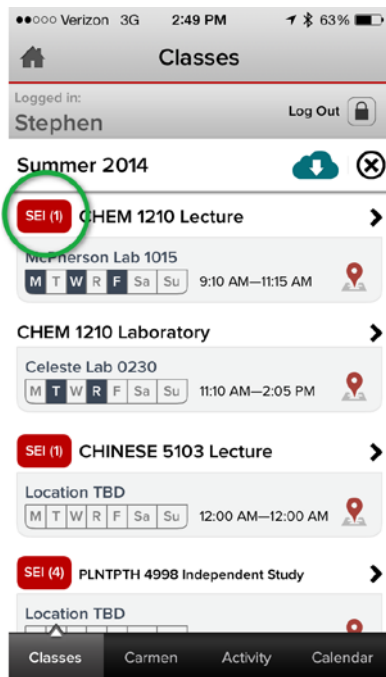 Verizon 3G 2:49 PM 63%
Classes
Logged in:
Stephen
Log Out
Summer 2014
SEI (1) CHEM 1210 Lecture
McPherson Lab 1015
M T W R F Sa Su 9:10 AM—11:15 AM
CHEM 1210 Laboratory
Celeste Lab 0230
M T W R F Sa Su 11:10 AM—2:05 PM
SEI (1) CHINESE 5103 Lecture
Location TBD
M T W R F Sa Su 12:00 AM—12:00 AM
SEI (4) PLNTPTH 4998 Independent Study
Location TBD
Classes Carmen Activity Calendar